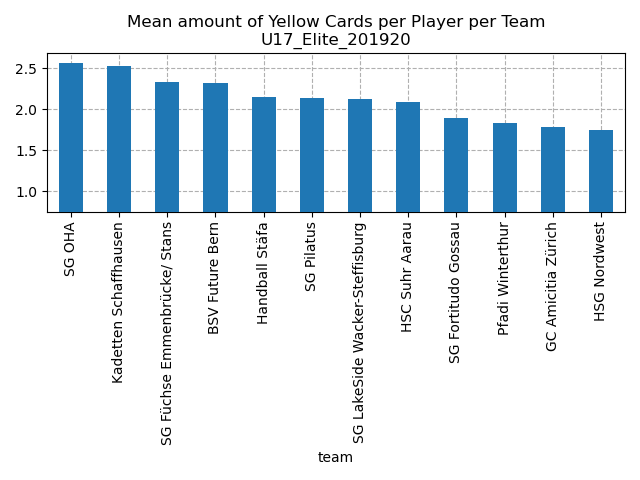 Mean amount of Yellow Cards per Player per Team
U17_Elite_201920
2.5
2.0
1.5
1.0
SG OHA
Kadetten Schaffhausen
SG Füchse Emmenbrücke/ Stans
BSV Future Bern
Handball Stäfa
SG Pilatus
SG LakeSide Wacker-Steffisburg
HSC Suhr Aarau
SG Fortitudo Gossau
Pfadi Winterthur
GC Amicitia Zürich
HSG Nordwest
team